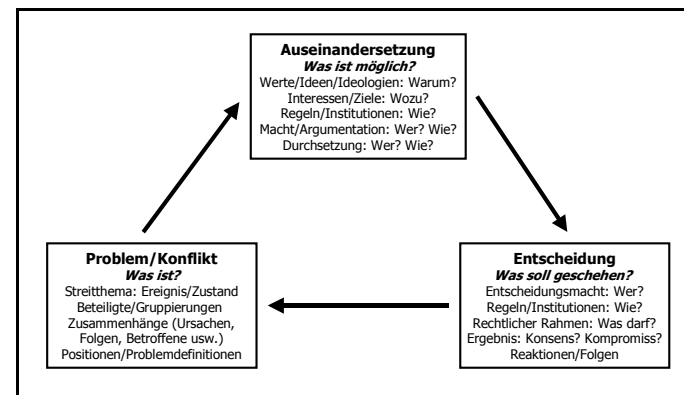 Auseinandersetzung
Was ist möglich?
Werte/Ideen/Ideologien: Warum?
Interessen/Ziele: Wozu?
Regeln/Institutionen: Wie?
Macht/Argumentation: Wer? Wie?
Durchsetzung: Wer? Wie?
Problem/Konflikt
Was ist?
Streitthema: Ereignis/Zustand
Beteiligte/Gruppierungen
Zusammenhänge (Ursachen,
Folgen, Betroffene usw.)
Positionen/Problemdefinitionen
Entscheidung
Was soll geschehen?
Entscheidungsmacht: Wer?
Regeln/Institutionen: Wie?
Rechtlicher Rahmen: Was darf?
Ergebnis: Konsens? Kompromiss?
Reaktionen/Folgen